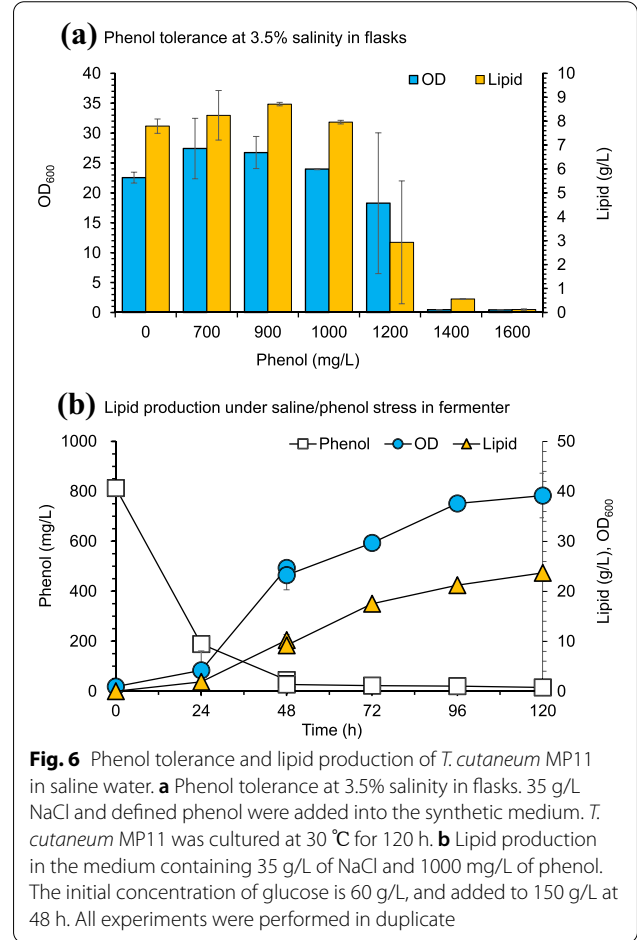 (a) Phenol tolerance at 3.5% salinity in flasks
OD Lipid
40
35
30
25
20
15
10
5
0
OD600
10
9
8
7
6
5
4
3
2
1
0
Lipid (g/L)
0 700 900 1000 1200 1400 1600
Phenol (mg/L)
(b) Lipid production under saline/phenol stress in fermenter
Phenol OD Lipid
1000
800
600
400
200
0
Phenol (mg/L)
50
40
30
20
10
0
Lipid (g/L), OD600
0 24 48 72 96 120
Time (h)
Fig. 6 Phenol tolerance and lipid production of T. cutaneum MP11
in saline water. a Phenol tolerance at 3.5% salinity in flasks. 35 g/L
NaCl and defined phenol were added into the synthetic medium. T.
cutaneum MP11 was cultured at 30 ℃ for 120 h. b Lipid production
in the medium containing 35 g/L of NaCl and 1000 mg/L of phenol.
The initial concentration of glucose is 60 g/L, and added to 150 g/L at
48 h. All experiments were performed in duplicate